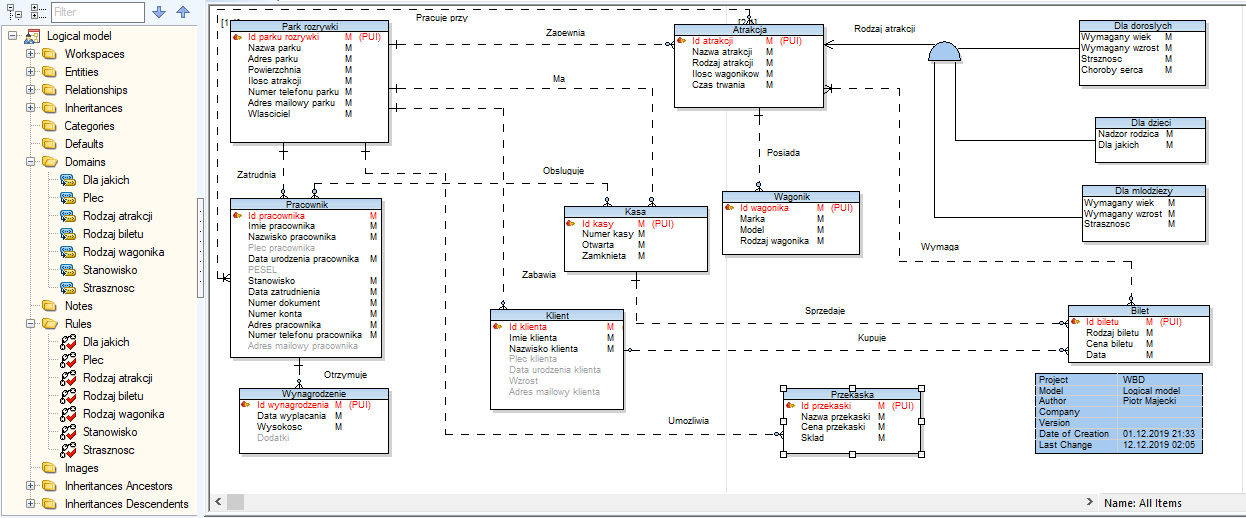 Filter
Logical model
Workspaces
Entities
Relationships
Inheritances
Categories
Defaults
Domains
Dla jakich
Plec
Rodzaj atrakcji
Rodzaj biletu
Rodzaj wagonika
Stanowisko
Strasznosc
Notes
Rules
Dla jakich
Plec
Rodzaj atrakcji
Rodzaj biletu
Rodzaj wagonika
Stanowisko
Strasznosc
Images
Inheritances Ancestors
Inheritances Descendents
Pracuje przy
Park rozrywki
Id parku rozrywki M (PUI)
Nazwa parku M
Adres parku M
Powierzchnia M
Ilosc atrakcji M
Numer telefonu parku M
Adres mailowy parku M
Wlasciciel M
Zapewnia
Ma
Atrakcja
Id atrakcji M (PUI)
Nazwa atrakcji M
Rodzaj atrakcji M
Ilosc wagonikow M
Czas trwania M
Rodzaj atrakcji
Dla doroslych
Wymagany wiek M
Wymagany wzrost M
Strsznosc M
Choroby serca M
Dla dzieci
Nadzor rodzica M
Dla jakich M
Dla mlodziezy
Wymagany wiek M
Wymagany wzrost M
Strasznosc M
Zatrudnia
Obsluguje
Posiada
Pracownik
Id pracownika M
Imie pracownika M
Nazwisko pracownika M
Plec pracownika
Data urodzenia pracownika M
PESEL
Stanowisko M
Data zatrudnienia M
Numer dokument M
Numer konta M
Adres pracownika M
Numer telefonu pracownika M
Adres mailowy pracownika
Kasa
Id kasy M (PUI)
Numer kasy M
Otwarta M
Zamknieta M
Wagonik
Id wagonika M (PUI)
Marka M
Model M
Rodzaj wagonika M
Wymaga
Zabawia
Sprzedaje
Kupuje
Klient
Id klienta M
Imie klienta M
Nazwisko klienta M
Plec klienta
Data urodzenia klienta
Wzrost
Adres mailowy klienta
Bilet
Id biletu M (PUI)
Rodzaj biletu M
Cena biletu M
Data M
Otrzymuje
Wynagrodzenie
Id wynagrodzenia M (PUI)
Data wyplacania M
Wysokosc M
Dodatki
Umozliwia
Przekaska
Id przekaski M (PUI)
Nazwa przekaski M
Cena przekaski M
Sklad M
Project WBD
Model Logical model
Author Piotr Majecki
Company
Version
Date of Creation 01.12.2019 21:33
Last Change 12.12.2019 02:05
Name: All Items